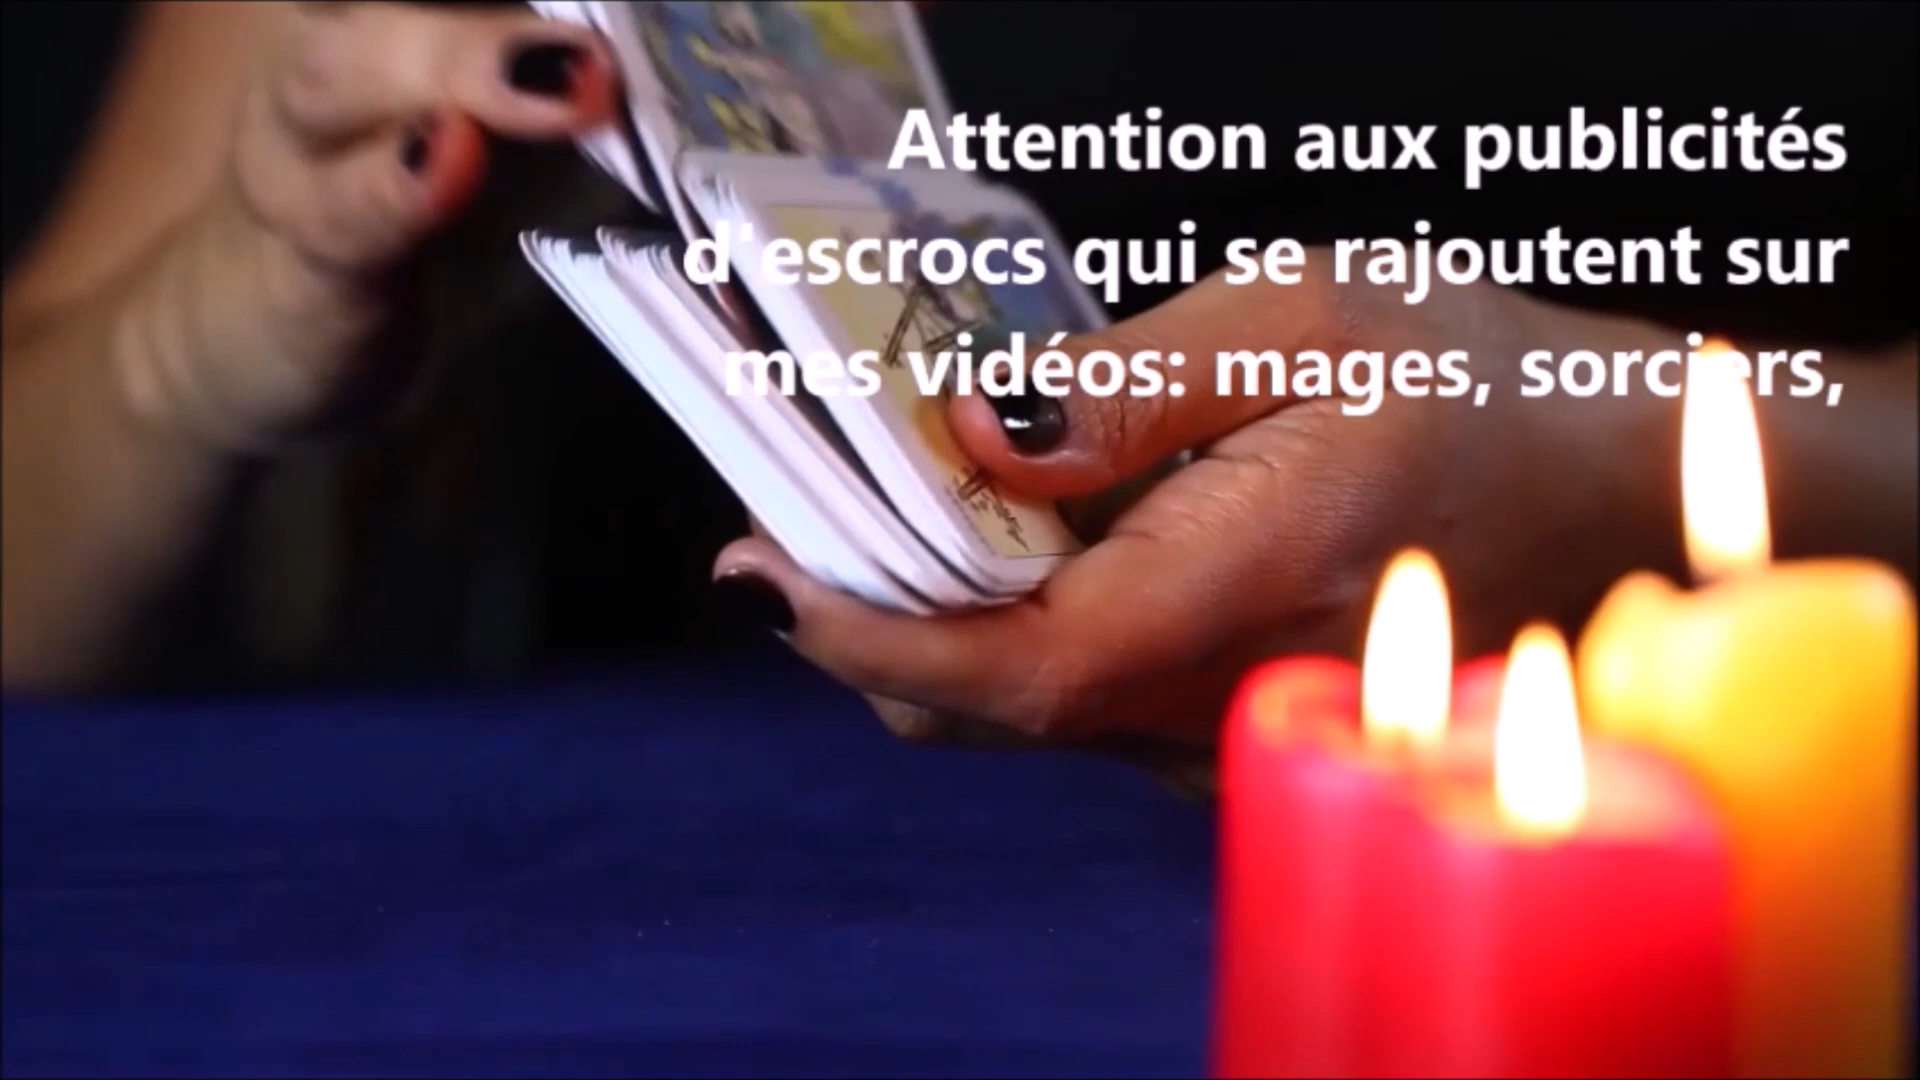 Attention aux publicités
d'escrocs qui se rajoutent sur
mes vidéos: mages, sorciers,